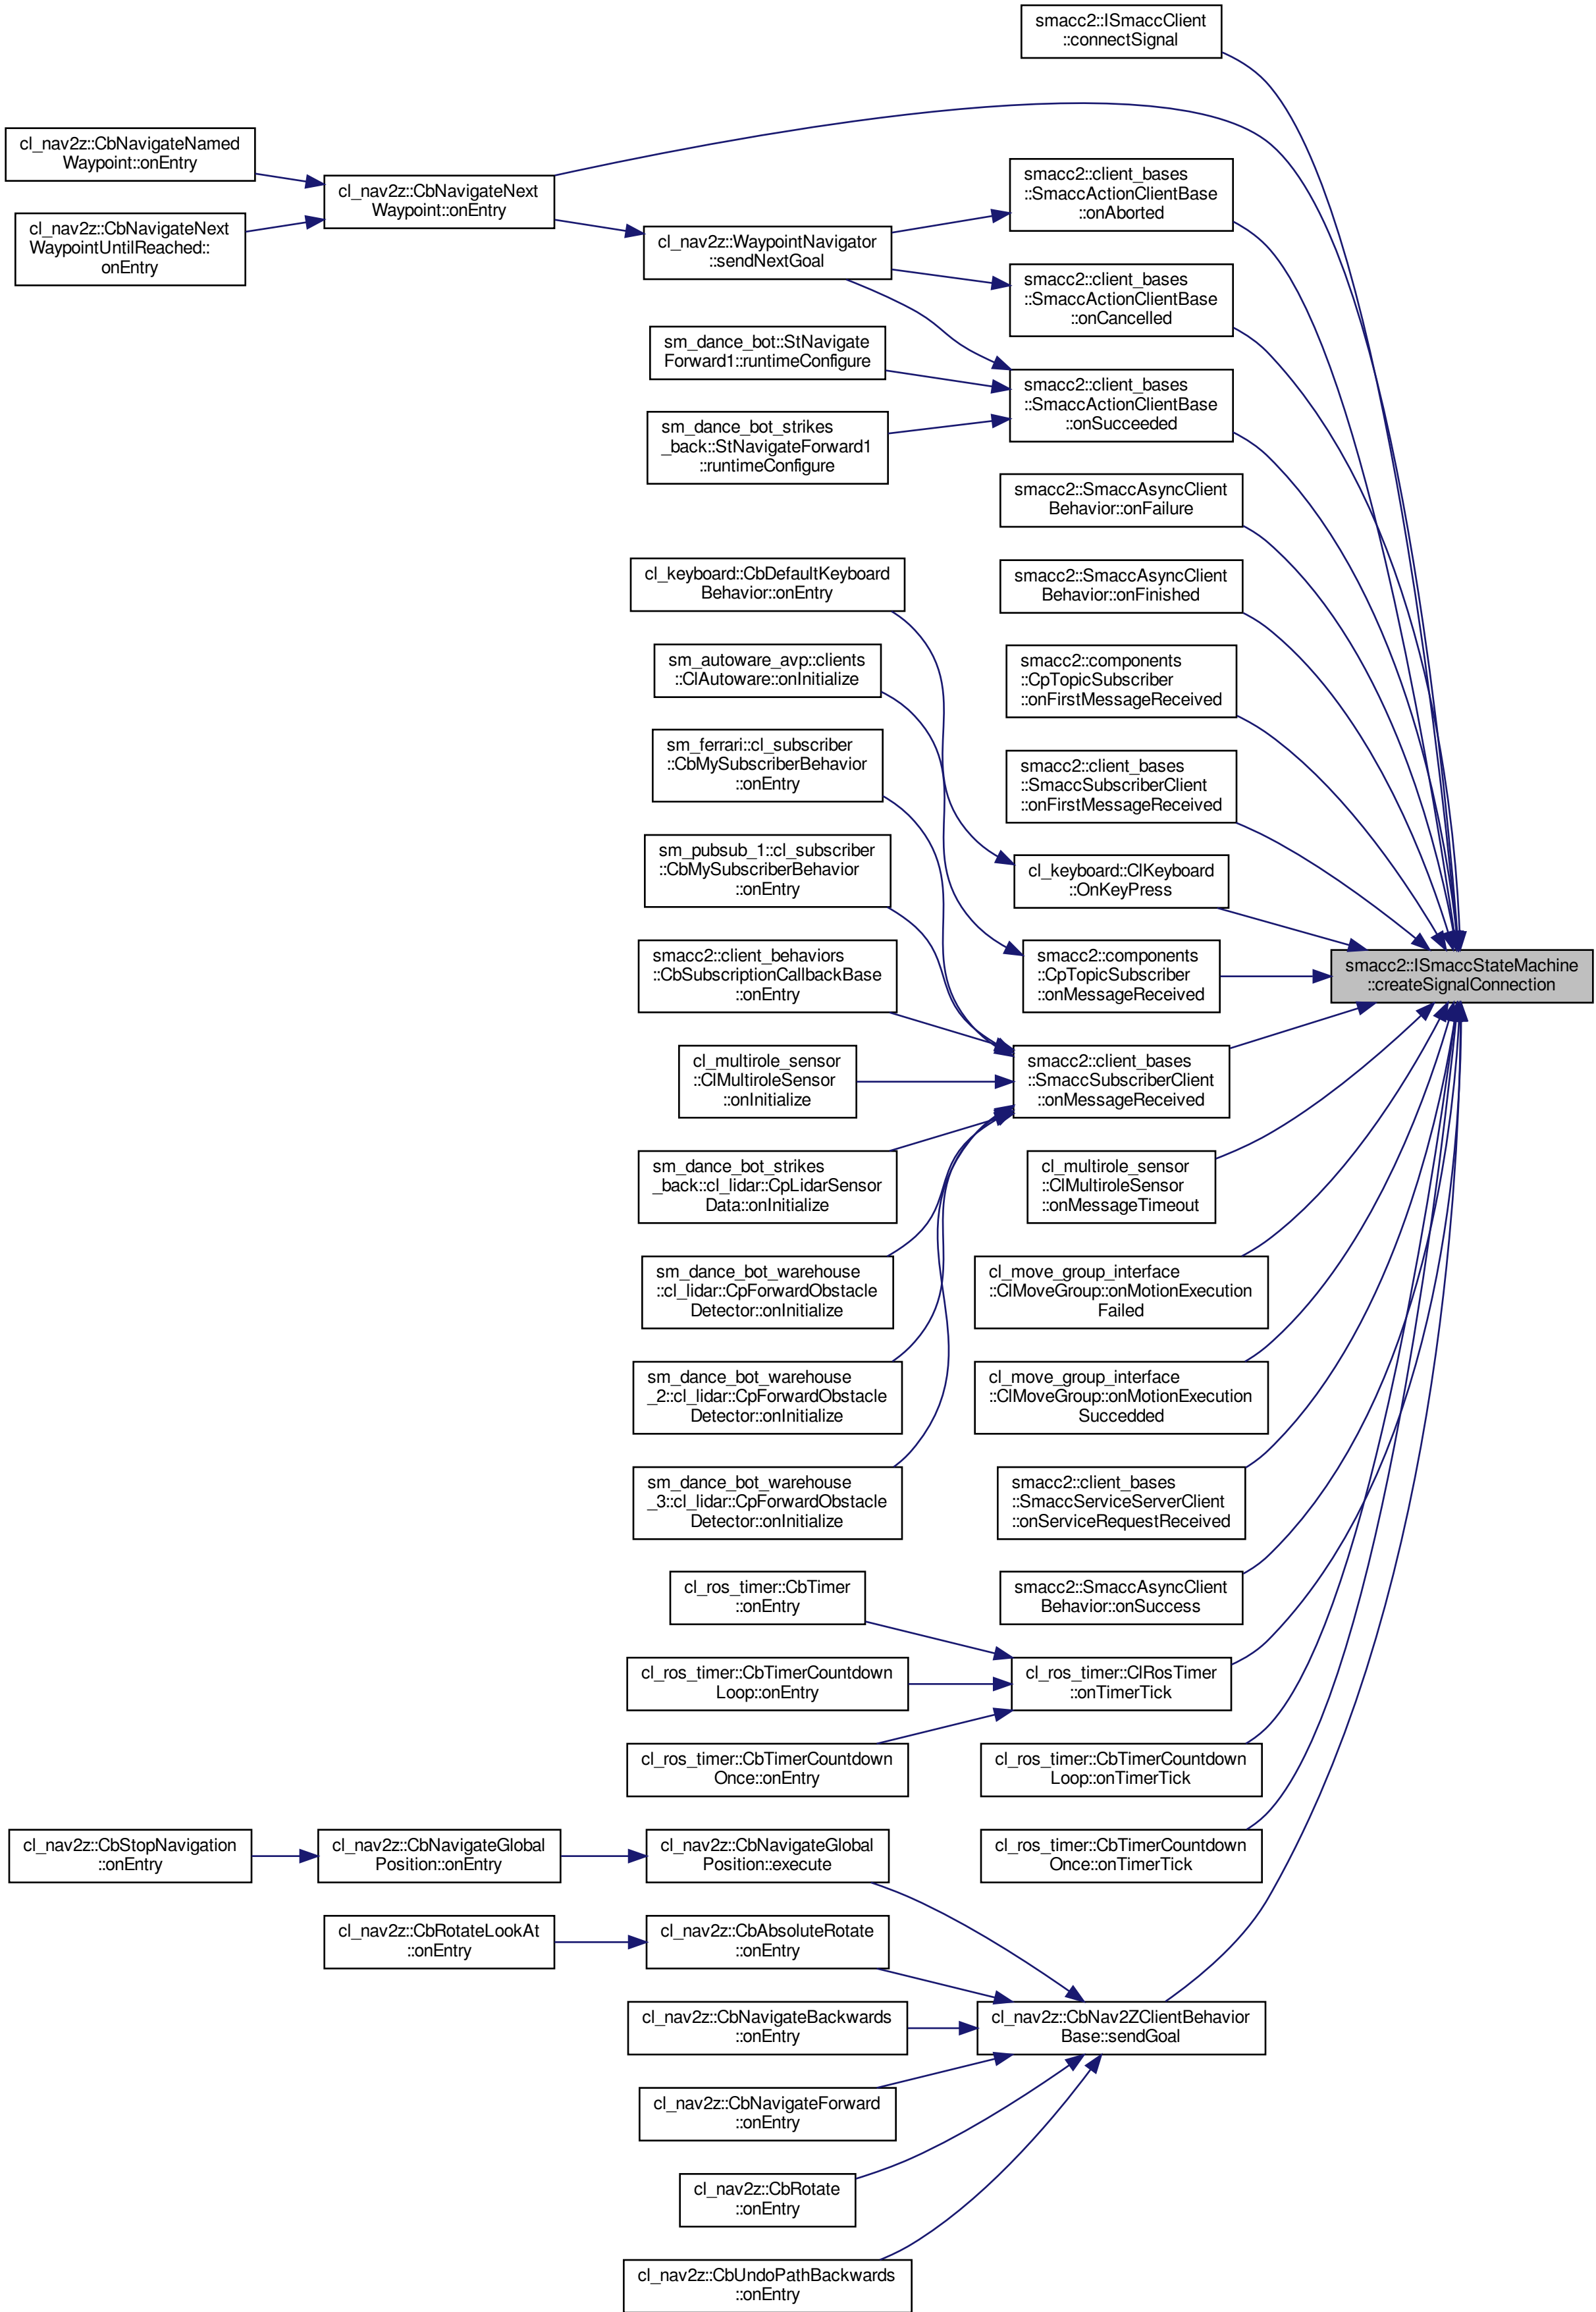 smacc2::ISmaccClient
::connectSignal
cl_nav2z::CbNavigateNamed
Waypoint::onEntry
cl_nav2z::CbNavigateNext
WaypointUntilReached::
onEntry
cl_nav2z::CbNavigateNext
Waypoint::onEntry
cl_nav2z::WaypointNavigator
::sendNextGoal
smacc2::client_bases
::SmaccActionClientBase
::onAborted
smacc2::client_bases
::SmaccActionClientBase
::onCancelled
sm_dance_bot::StNavigate
Forward1::runtimeConfigure
sm_dance_bot_strikes
_back::StNavigateForward1
::runtimeConfigure
smacc2::client_bases
::SmaccActionClientBase
::onSucceeded
smacc2::SmaccAsyncClient
Behavior::onFailure
smacc2::SmaccAsyncClient
Behavior::onFinished
smacc2::components
::CpTopicSubscriber
::onFirstMessageReceived
smacc2::client_bases
::SmaccSubscriberClient
::onFirstMessageReceived
cl_keyboard::CbDefaultKeyboard
Behavior::onEntry
cl_keyboard::ClKeyboard
::OnKeyPress
sm_autoware_avp::clients
::ClAutoware::onInitialize
smacc2::components
::CpTopicSubscriber
::onMessageReceived
smacc2::ISmaccStateMachine
::createSignalConnection
sm_ferrari::cl_subscriber
::CbMySubscriberBehavior
::onEntry
sm_pubsub_1::cl_subscriber
::CbMySubscriberBehavior
::onEntry
smacc2::client_behaviors
::CbSubscriptionCallbackBase
::onEntry
cl_multirole_sensor
::ClMultiroleSensor
::onInitialize
sm_dance_bot_strikes
_back::cl_lidar::CpLidarSensor
Data::onInitialize
sm_dance_bot_warehouse
::cl_lidar::CpForwardObstacle
Detector::onInitialize
sm_dance_bot_warehouse
_2::cl_lidar::CpForwardObstacle
Detector::onInitialize
sm_dance_bot_warehouse
_3::cl_lidar::CpForwardObstacle
Detector::onInitialize
smacc2::client_bases
::SmaccSubscriberClient
::onMessageReceived
cl_multirole_sensor
::ClMultiroleSensor
::onMessageTimeout
cl_move_group_interface
::ClMoveGroup::onMotionExecution
Failed
cl_move_group_interface
::ClMoveGroup::onMotionExecution
Succedded
smacc2::client_bases
::SmaccServiceServerClient
::onServiceRequestReceived
smacc2::SmaccAsyncClient
Behavior::onSuccess
cl_ros_timer::CbTimer
::onEntry
cl_ros_timer::CbTimerCountdown
Loop::onEntry
cl_ros_timer::CbTimerCountdown
Once::onEntry
cl_ros_timer::ClRosTimer
::onTimerTick
cl_ros_timer::CbTimerCountdown
Loop::onTimerTick
cl_ros_timer::CbTimerCountdown
Once::onTimerTick
cl_nav2z::CbStopNavigation
::onEntry
cl_nav2z::CbNavigateGlobal
Position::onEntry
cl_nav2z::CbNavigateGlobal
Position::execute
cl_nav2z::CbRotateLookAt
::onEntry
cl_nav2z::CbAbsoluteRotate
::onEntry
cl_nav2z::CbNavigateBackwards
::onEntry
cl_nav2z::CbNav2ZClientBehavior
Base::sendGoal
cl_nav2z::CbNavigateForward
::onEntry
cl_nav2z::CbRotate
::onEntry
cl_nav2z::CbUndoPathBackwards
::onEntry